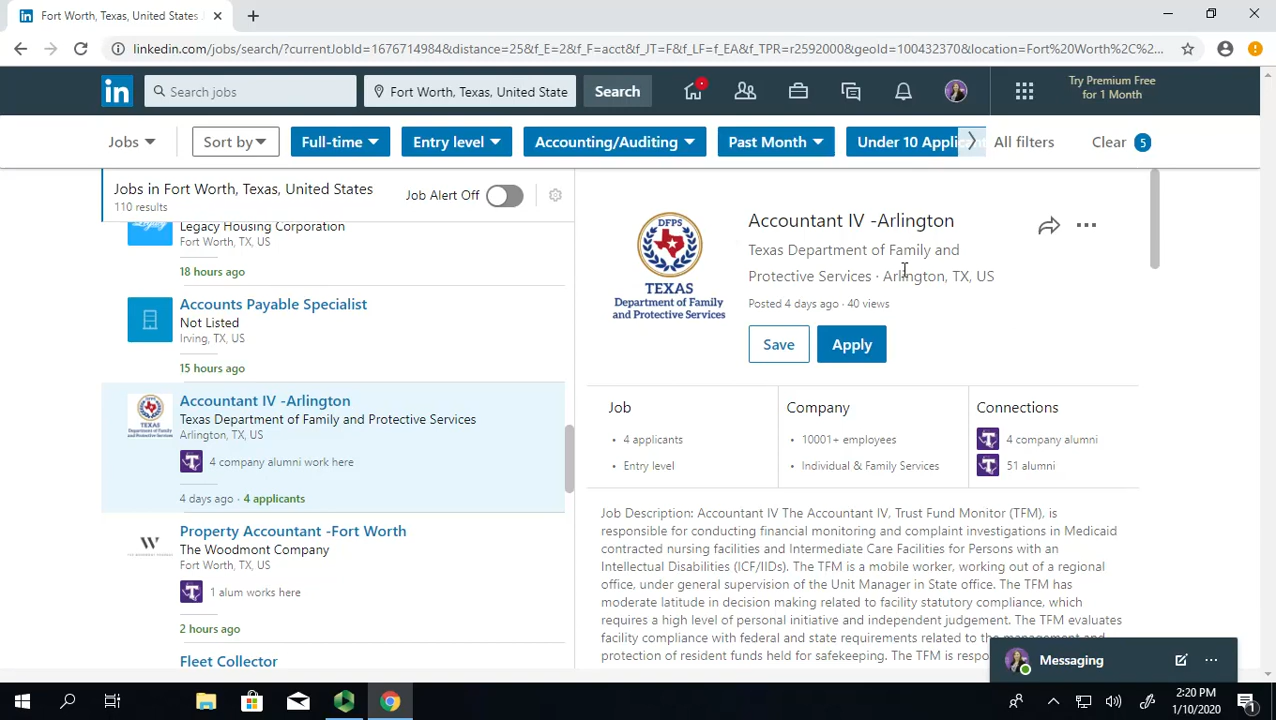 Fort Worth, Texas, United States
linkedin.com/jobs/search/?currentJobId=1676714984&distance=25&f_E=2&f_F=acct&f_JT=F&f_LF=f_EA&f_TPR=r2592000&geoId=100432370&location=Fort%20Worth%2C%...
in
Search jobs
Fort Worth, Texas, United State
Search
Try Premium Free
for 1 Month
Jobs
Sort by
Full-time
Entry level
Accounting/Auditing
Past Month
Under 10 Applic
All filters
Clear
5
Jobs in Fort Worth, Texas, United States
110 results
Job Alert Off
Legacy Housing Corporation
Fort Worth, TX, US
18 hours ago
Accounts Payable Specialist
Not Listed
Irving, TX, US
15 hours ago
Accountant IV -Arlington
Texas Department of Family and Protective Services
Arlington, TX, US
4 company alumni work here
4 days ago · 4 applicants
Property Accountant -Fort Worth
W
The Woodmont Company
Fort Worth, TX, US
1 alum works here
2 hours ago
Fleet Collector
DFPS
TEXAS
Department of Family
and Protective Services
Accountant IV -Arlington
Texas Department of Family and
Protective Services · Arlington, TX, US
Posted 4 days ago · 40 views
Save
Apply
Job
• 4 applicants
• Entry level
Company
• 10001+ employees
• Individual & Family Services
Connections
4 company alumni
51 alumni
Job Description: Accountant IV The Accountant IV, Trust Fund Monitor (TFM), is
responsible for conducting financial monitoring and complaint investigations in Medicaid
contracted nursing facilities and Intermediate Care Facilities for Persons with an
Intellectual Disabilities (ICF/IIDs). The TFM is a mobile worker, working out of a regional
office, under general supervision of the Unit Manager in State office. The TFM has
moderate latitude in decision making related to facility statutory compliance, which
requires a high level of personal initiative and independent judgement. The TFM evaluates
facility compliance with federal and state requirements related to the management and
protection of resident funds held for safekeeping. The TFM is
Messaging
2:20 PM
1/10/2020
1